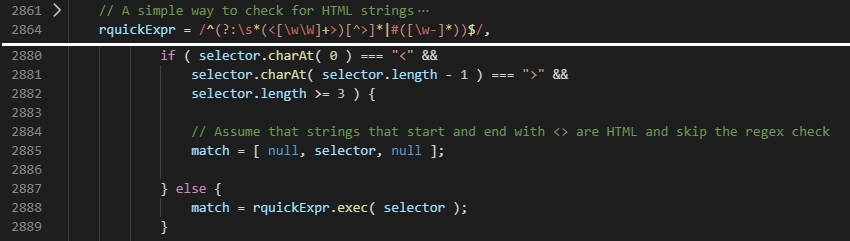 2861 // A simple way to check for HTML strings ···
2864 rquickExpr = /^(?:\s*(<[\w\W]+>)[^>]*|#([\w-]*))$/,
2880 if ( selector.charAt( 0 ) === "<" &&
2881 selector.charAt( selector.length - 1 ) === ">" &&
2882 selector.length >= 3 ) {
2883
2884 // Assume that strings that start and end with <> are HTML and skip the regex check
2885 match = [ null, selector, null ];
2886
2887 } else {
2888 match = rquickExpr.exec( selector );
2889 }